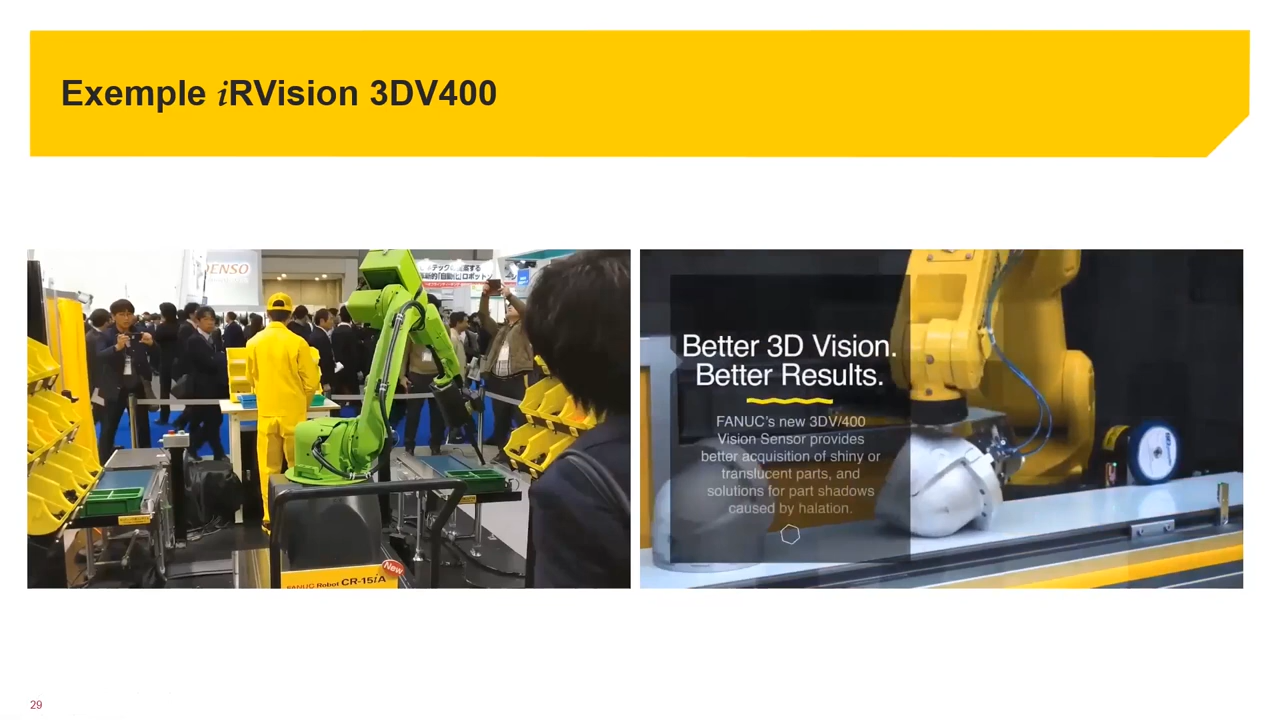 Exemple iRVision 3DV400
DENSO
FANUC Robot CR-15iA
New
Better 3D Vision.
Better Results.
FANUC's new 3DV/400
Vision Sensor provides
better acquisition of shiny or
translucent parts, and
solutions for part shadows
caused by halation.
29